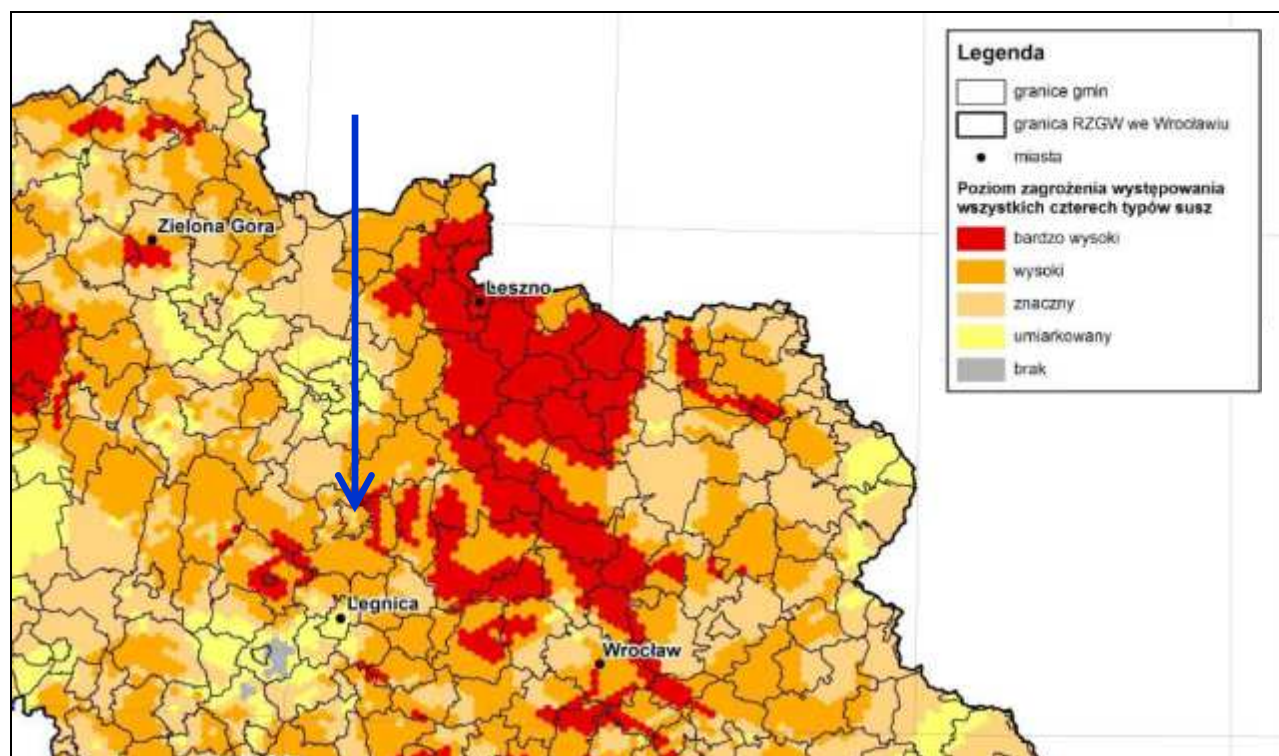 Legenda
granice gmin
granica RZGW we Wrocławiu
miasta
Poziom zagrożenia występowania
wszystkich czterech typów susz
bardzo wysoki
wysoki
znaczny
umiarkowany
brak
Zielona Góra
Leszno
Legnica
Wrocław